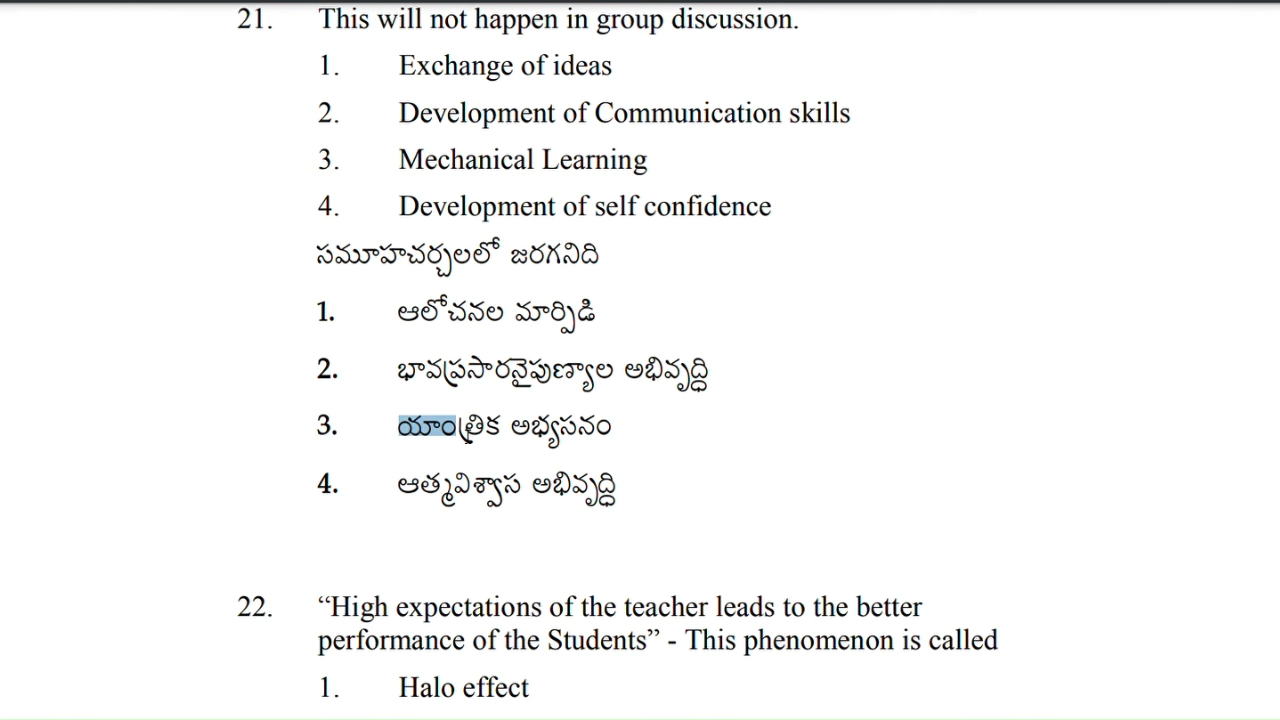 21. This will not happen in group discussion.
1. Exchange of ideas
2. Development of Communication skills
3. Mechanical Learning
4. Development of self confidence
సమూహచర్చలలో జరగనిది
1. ఆలోచనల మార్పిడి
2. భావప్రసారనైపుణ్యాల అభివృద్ధి
3. యాంత్రిక అభ్యసనం
4. ఆత్మవిశ్వాస అభివృద్ధి
22. “High expectations of the teacher leads to the better
performance of the Students” - This phenomenon is called
1. Halo effect